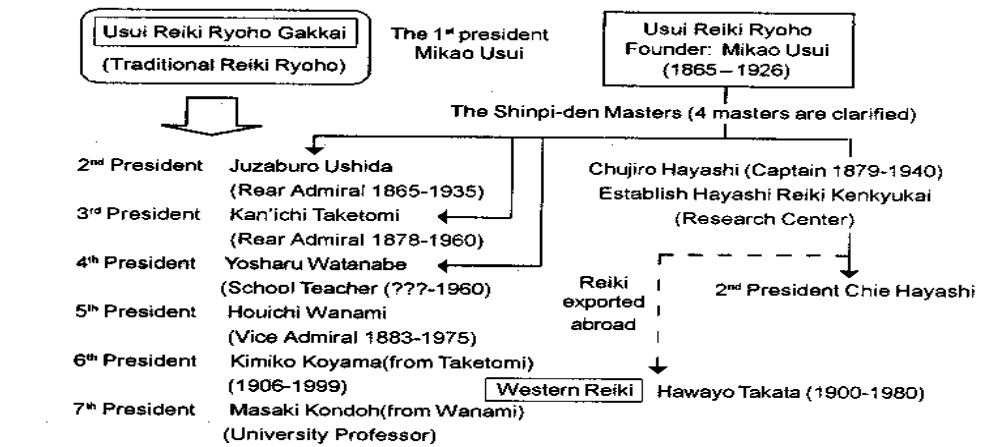 Usui Reiki Ryoho Gakkai
(Traditional Reiki Ryoho)
The 1st president
Mikao Usui
Usui Reiki Ryoho
Founder: Mikao Usui
(1865–1926)
The Shinpi-den Masters (4 masters are clarified)
2nd President Juzaburo Ushida
(Rear Admiral 1865-1935)
3rd President Kan'ichi Taketomi
(Rear Admiral 1878-1960)
4th President Yosharu Watanabe
(School Teacher (???-1960)
5th President Houichi Wanami
(Vice Admiral 1883-1975)
6th President Kimiko Koyama(from Taketomi)
(1906-1999)
7th President Masaki Kondoh(from Wanami)
(University Professor)
Chujiro Hayashi (Captain 1879-1940)
Establish Hayashi Reiki Kenkyukai
(Research Center)
Reiki
exported
abroad
2nd President Chie Hayashi
Western Reiki Hawayo Takata (1900-1980)